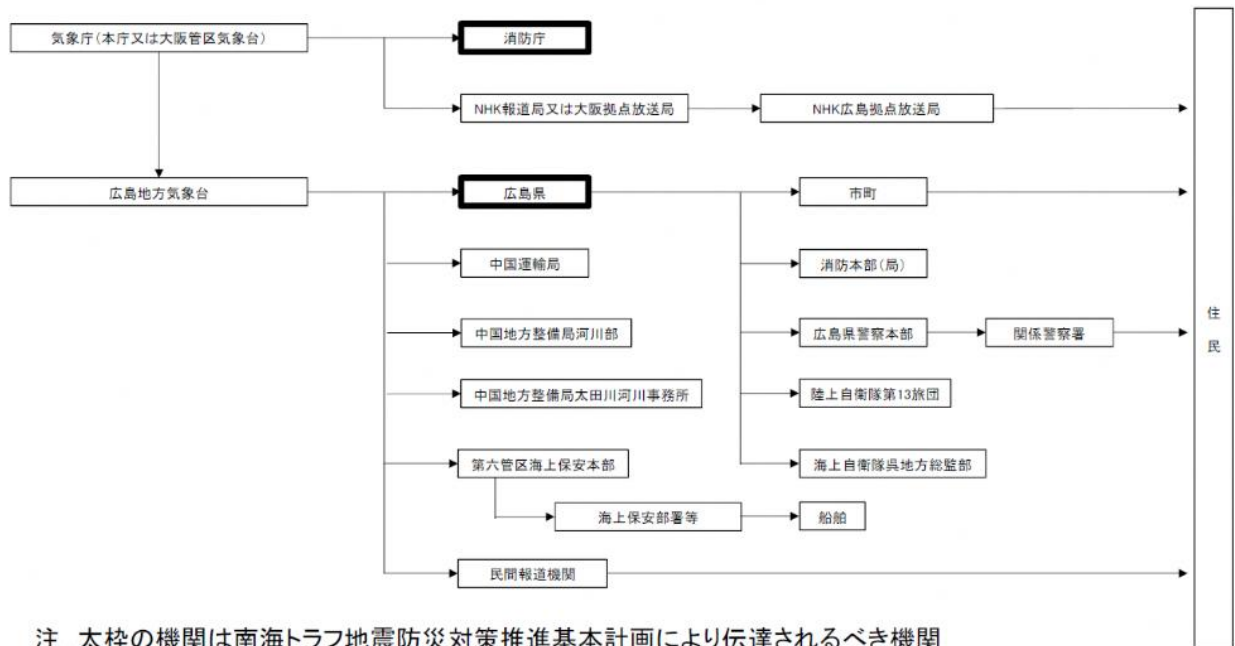 気象庁(本庁又は大阪管区気象台)
消防庁
NHK報道局又は大阪拠点放送局
NHK広島拠点放送局
広島地方気象台
広島県
市町
中国運輸局
消防本部(局)
中国地方整備局河川部
広島県警察本部
関係警察署
中国地方整備局太田川河川事務所
陸上自衛隊第13旅団
第六管区海上保安本部
海上自衛隊呉地方総監部
海上保安部署等
船舶
民間報道機関
住民
注 太枠の機関は南海トラフ地震防災対策推進基本計画により伝達されるべき機関